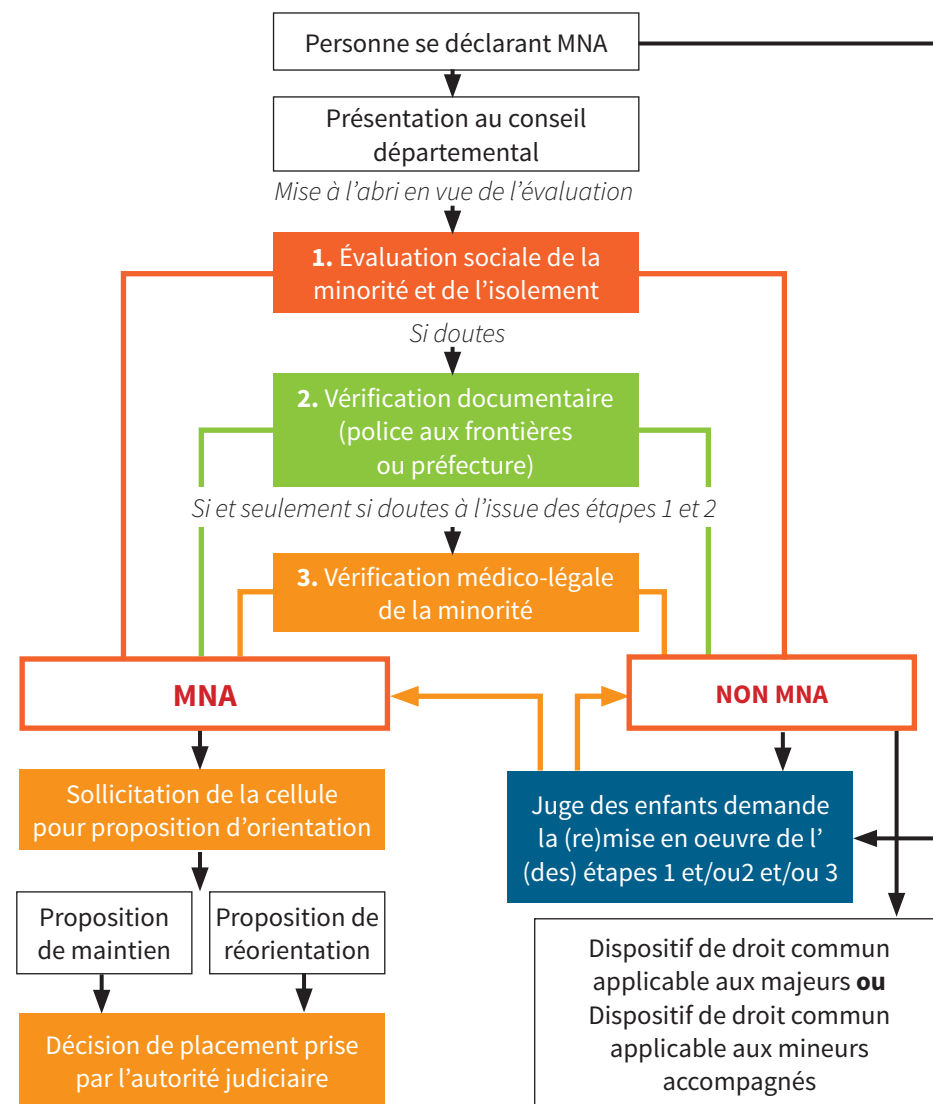 Personne se déclarant MNA
Présentation au conseil
départemental
Mise à l’abri en vue de l’évaluation
1. Évaluation sociale de la
minorité et de l’isolement
Si doutes
2. Vérification documentaire
(police aux frontières
ou préfecture)
Si et seulement si doutes à l’issue des étapes 1 et 2
3. Vérification médico-légale
de la minorité
MNA
NON MNA
Sollicitation de la cellule
pour proposition d’orientation
Juge des enfants demande
la (re)mise en oeuvre de l’
(des) étapes 1 et/ou2 et/ou 3
Proposition
de maintien
Proposition de
réorientation
Décision de placement prise
par l’autorité judiciaire
Dispositif de droit commun
applicable aux majeurs ou
Dispositif de droit commun
applicable aux mineurs
accompagnés